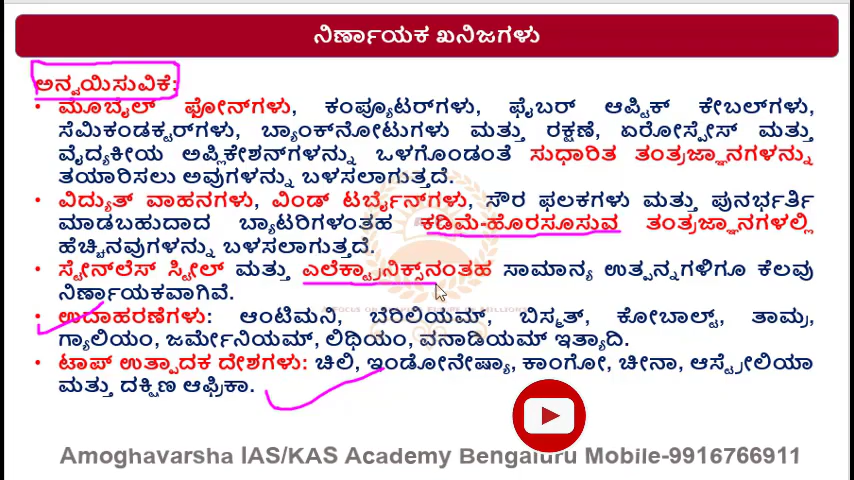 ನಿರ್ಣಾಯಕ ಖನಿಜಗಳು
ಅನ್ವಯಿಸುವಿಕೆ:
• ಮೊಬೈಲ್ ಫೋನ್‌ಗಳು, ಕಂಪ್ಯೂಟರ್‌ಗಳು, ಫೈಬರ್ ಆಪ್ಟಿಕ್ ಕೇಬಲ್‌ಗಳು,
ಸೆಮಿಕಂಡಕ್ಟರ್‌ಗಳು, ಬ್ಯಾಂಕ್‌ನೋಟುಗಳು ಮತ್ತು ರಕ್ಷಣೆ, ಏರೋಸ್ಪೇಸ್ ಮತ್ತು
ವೈದ್ಯಕೀಯ ಅಪ್ಲಿಕೇಶನ್‌ಗಳನ್ನು ಒಳಗೊಂಡಂತೆ ಸುಧಾರಿತ ತಂತ್ರಜ್ಞಾನಗಳನ್ನು
ತಯಾರಿಸಲು ಅವುಗಳನ್ನು ಬಳಸಲಾಗುತ್ತದೆ.
• ವಿದ್ಯುತ್ ವಾಹನಗಳು, ವಿಂಡ್ ಟರ್ಬೈನ್‌ಗಳು, ಸೌರ ಫಲಕಗಳು ಮತ್ತು ಪುನರ್ಭರ್ತಿ
ಮಾಡಬಹುದಾದ ಬ್ಯಾಟರಿಗಳಂತಹ ಕಡಿಮೆ-ಹೊರಸೂಸುವ ತಂತ್ರಜ್ಞಾನಗಳಲ್ಲಿ
ಹೆಚ್ಚಿನವುಗಳನ್ನು ಬಳಸಲಾಗುತ್ತದೆ.
• ಸ್ಟೇನ್‌ಲೆಸ್ ಸ್ಟೀಲ್ ಮತ್ತು ಎಲೆಕ್ಟ್ರಾನಿಕ್ಸ್‌ನಂತಹ ಸಾಮಾನ್ಯ ಉತ್ಪನ್ನಗಳಿಗೂ ಕೆಲವು
ನಿರ್ಣಾಯಕವಾಗಿವೆ.
• ಉದಾಹರಣೆಗಳು: ಆಂಟಿಮನಿ, ಬೆರಿಲಿಯಮ್, ಬಿಸ್ಮತ್, ಕೋಬಾಲ್ಟ್, ತಾಮ್ರ,
ಗ್ಯಾಲಿಯಂ, ಜರ್ಮೇನಿಯಮ್, ಲಿಥಿಯಂ, ವನಾಡಿಯಮ್ ಇತ್ಯಾದಿ.
• ಟಾಪ್ ಉತ್ಪಾದಕ ದೇಶಗಳು: ಚಿಲಿ, ಇಂಡೋನೇಷ್ಯಾ, ಕಾಂಗೋ, ಚೀನಾ, ಆಸ್ಟ್ರೇಲಿಯಾ
ಮತ್ತು ದಕ್ಷಿಣ ಆಫ್ರಿಕಾ.
Amoghavarsha IAS/KAS Academy Bengaluru Mobile-9916766911